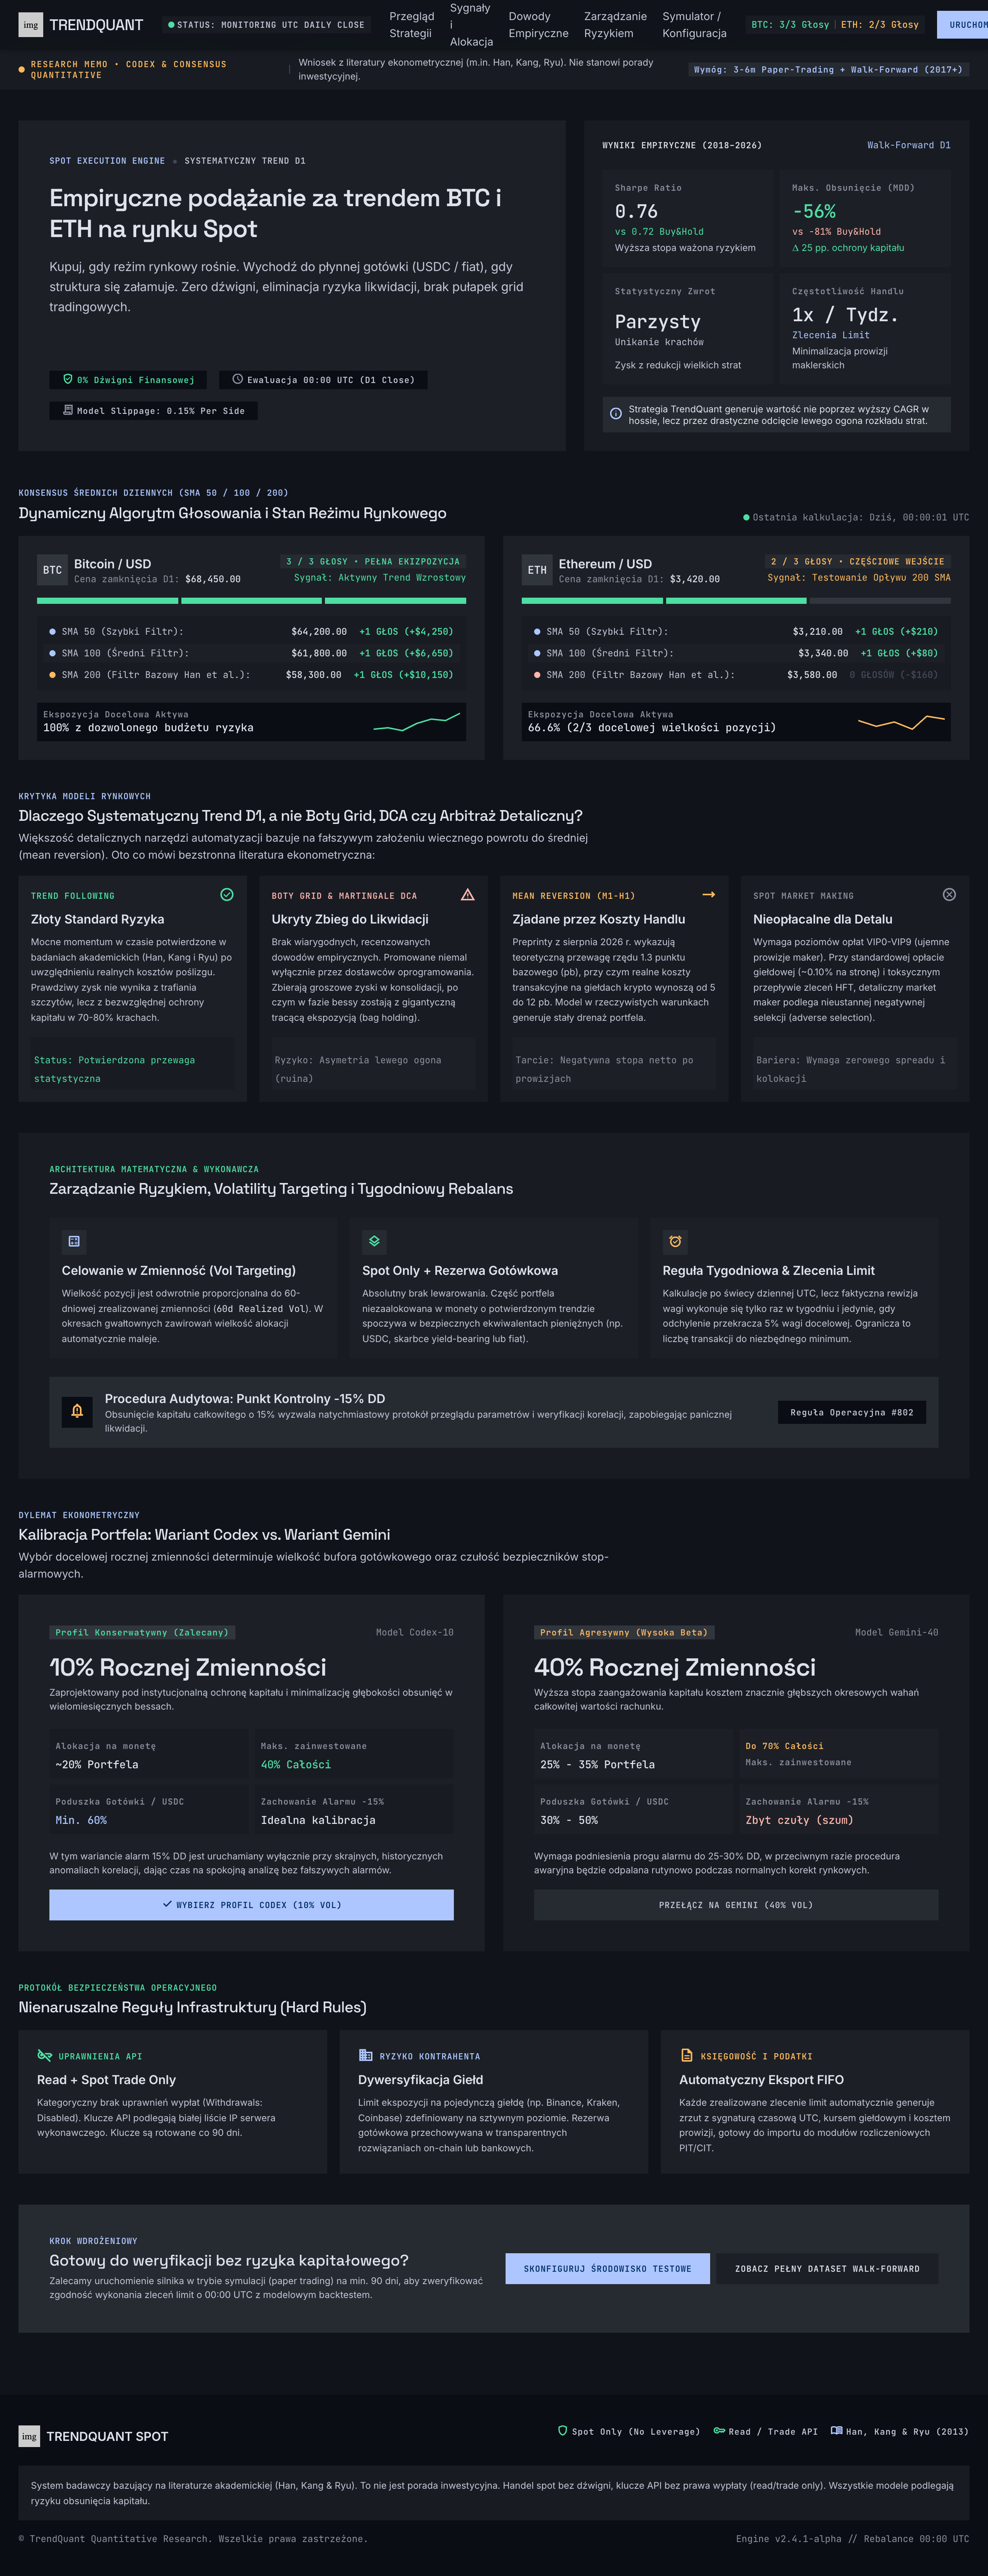 img TRENDQUANT
STATUS: MONITORING UTC DAILY CLOSE
Przegląd
Strategii
Sygnały
i
Alokacja
Dowody
Empiryczne
Zarządzanie
Ryzykiem
Symulator /
Konfiguracja
BTC: 3/3 Głosy | ETH: 2/3 Głosy
URUCHOM
RESEARCH MEMO • CODEX & CONSENSUS
QUANTITATIVE
Wniosek z literatury ekonometrycznej (m.in. Han, Kang, Ryu). Nie stanowi porady
inwestycyjnej.
Wymóg: 3-6m Paper-Trading + Walk-Forward (2017+)
SPOT EXECUTION ENGINE SYSTEMATYCZNY TREND D1
Empiryczne podążanie za trendem BTC i
ETH na rynku Spot
Kupuj, gdy reżim rynkowy rośnie. Wychodź do płynnej gotówki (USDC / fiat), gdy
struktura się załamuje. Zero dźwigni, eliminacja ryzyka likwidacji, brak pułapek grid
tradingowych.
0% Dźwigni Finansowej
Ewaluacja 00:00 UTC (D1 Close)
Model Slippage: 0.15% Per Side
WYNIKI EMPIRYCZNE (2018–2026)
Walk-Forward D1
Sharpe Ratio
0.76
vs 0.72 Buy&Hold
Wyższa stopa ważona ryzykiem
Maks. Obsunięcie (MDD)
-56%
vs -81% Buy&Hold
Δ 25 pp. ochrony kapitału
Statystyczny Zwrot
Parzysty
Unikanie krachów
Zysk z redukcji wielkich strat
Częstotliwość Handlu
1x / Tydz.
Zlecenia Limit
Minimalizacja prowizji
maklerskich
Strategia TrendQuant generuje wartość nie poprzez wyższy CAGR w
hossie, lecz przez drastyczne odcięcie lewego ogona rozkładu strat.
KONSENSUS ŚREDNICH DZIENNYCH (SMA 50 / 100 / 200)
Dynamiczny Algorytm Głosowania i Stan Reżimu Rynkowego
Ostatnia kalkulacja: Dziś, 00:00:01 UTC
BTC
Bitcoin / USD
Cena zamknięcia D1: $68,450.00
3 / 3 GŁOSY • PEŁNA EKIZPOZYCJA
Sygnał: Aktywny Trend Wzrostowy
SMA 50 (Szybki Filtr): $64,200.00 +1 GŁOS (+$4,250)
SMA 100 (Średni Filtr): $61,800.00 +1 GŁOS (+$6,650)
SMA 200 (Filtr Bazowy Han et al.): $58,300.00 +1 GŁOS (+$10,150)
Ekspozycja Docelowa Aktywa
100% z dozwolonego budżetu ryzyka
ETH
Ethereum / USD
Cena zamknięcia D1: $3,420.00
2 / 3 GŁOSY • CZĘŚCIOWE WEJŚCIE
Sygnał: Testowanie Opływu 200 SMA
SMA 50 (Szybki Filtr): $3,210.00 +1 GŁOS (+$210)
SMA 100 (Średni Filtr): $3,340.00 +1 GŁOS (+$80)
SMA 200 (Filtr Bazowy Han et al.): $3,580.00 0 GŁOSÓW (-$160)
Ekspozycja Docelowa Aktywa
66.6% (2/3 docelowej wielkości pozycji)
KRYTYKA MODELI RYNKOWYCH
Dlaczego Systematyczny Trend D1, a nie Boty Grid, DCA czy Arbitraż Detaliczny?
Większość detalicznych narzędzi automatyzacji bazuje na fałszywym założeniu wiecznego powrotu do średniej
(mean reversion). Oto co mówi bezstronna literatura ekonometryczna:
TREND FOLLOWING
Złoty Standard Ryzyka
Mocne momentum w czasie potwierdzone w
badaniach akademickich (Han, Kang i Ryu) po
uwzględnieniu realnych kosztów poślizgu.
Prawdziwy zysk nie wynika z trafiania
szczytów, lecz z bezwzględnej ochrony
kapitału w 70-80% krachach.
Status: Potwierdzona przewaga
statystyczna
BOTY GRID & MARTINGALE DCA
Ukryty Zbieg do Likwidacji
Brak wiarygodnych, recenzowanych
dowodów empirycznych. Promowane niemal
wyłącznie przez dostawców oprogramowania.
Zbierają groszowe zyski w konsolidacji, po
czym w fazie bessy zostają z gigantyczną
tracącą ekspozycją (bag holding).
Ryzyko: Asymetria lewego ogona
(ruina)
MEAN REVERSION (M1-H1)
Zjadane przez Koszty Handlu
Preprinty z sierpnia 2026 r. wykazują
teoretyczną przewagę rzędu 1.3 punktu
bazowego (pb), przy czym realne koszty
transakcyjne na giełdach krypto wynoszą od 5
do 12 pb. Model w rzeczywistych warunkach
generuje stały drenaż portfela.
Tarcie: Negatywna stopa netto po
prowizjach
SPOT MARKET MAKING
Nieopłacalne dla Detalu
Wymaga poziomów opłat VIP0-VIP9 (ujemne
prowizje maker). Przy standardowej opłacie
giełdowej (~0.10% na stronę) i toksycznym
przepływie zleceń HFT, detaliczny market
maker podlega nieustannej negatywnej
selekcji (adverse selection).
Bariera: Wymaga zerowego spreadu i
kolokacji
ARCHITEKTURA MATEMATYCZNA & WYKONAWCZA
Zarządzanie Ryzykiem, Volatility Targeting i Tygodniowy Rebalans
Celowanie w Zmienność (Vol Targeting)
Wielkość pozycji jest odwrotnie proporcjonalna do 60-
dniowej zrealizowanej zmienności (60d Realized Vol). W
okresach gwałtownych zawirowań wielkość alokacji
automatycznie maleje.
Spot Only + Rezerwa Gotówkowa
Absolutny brak lewarowania. Część portfela
niezaalokowana w monety o potwierdzonym trendzie
spoczywa w bezpiecznych ekwiwalentach pieniężnych (np.
USDC, skarbce yield-bearing lub fiat).
Reguła Tygodniowa & Zlecenia Limit
Kalkulacje po świecy dziennej UTC, lecz faktyczna rewizja
wagi wykonuje się tylko raz w tygodniu i jedynie, gdy
odchylenie przekracza 5% wagi docelowej. Ogranicza to
liczbę transakcji do niezbędnego minimum.
Procedura Audytowa: Punkt Kontrolny -15% DD
Obsunięcie kapitału całkowitego o 15% wyzwala natychmiastowy protokół przeglądu parametrów i weryfikacji korelacji, zapobiegając panicznej
likwidacji.
Reguła Operacyjna #802
DYLEMAT EKONOMETRYCZNY
Kalibracja Portfela: Wariant Codex vs. Wariant Gemini
Wybór docelowej rocznej zmienności determinuje wielkość bufora gotówkowego oraz czułość bezpieczników stop-
alarmowych.
Profil Konserwatywny (Zalecany)
Model Codex-10
10% Rocznej Zmienności
Zaprojektowany pod instytucjonalną ochronę kapitału i minimalizację głębokości obsunięć w
wielomiesięcznych bessach.
Alokacja na monetę
~20% Portfela
Maks. zainwestowane
40% Całości
Poduszka Gotówki / USDC
Min. 60%
Zachowanie Alarmu -15%
Idealna kalibracja
W tym wariancie alarm 15% DD jest uruchamiany wyłącznie przy skrajnych, historycznych
anomaliach korelacji, dając czas na spokojną analizę bez fałszywych alarmów.
WYBIERZ PROFIL CODEX (10% VOL)
Profil Agresywny (Wysoka Beta)
Model Gemini-40
40% Rocznej Zmienności
Wyższa stopa zaangażowania kapitału kosztem znacznie głębszych okresowych wahań
całkowitej wartości rachunku.
Alokacja na monetę
25% - 35% Portfela
Do 70% Całości
Maks. zainwestowane
Poduszka Gotówki / USDC
30% - 50%
Zachowanie Alarmu -15%
Zbyt czuły (szum)
Wymaga podniesienia progu alarmu do 25-30% DD, w przeciwnym razie procedura
awaryjna będzie odpalana rutynowo podczas normalnych korekt rynkowych.
PRZEŁĄCZ NA GEMINI (40% VOL)
PROTOKÓŁ BEZPIECZEŃSTWA OPERACYJNEGO
Nienaruszalne Reguły Infrastruktury (Hard Rules)
UPRAWNIENIA API
Read + Spot Trade Only
Kategoryczny brak uprawnień wypłat (Withdrawals:
Disabled). Klucze API podlegają białej liście IP serwera
wykonawczego. Klucze są rotowane co 90 dni.
RYZYKO KONTRAHENTA
Dywersyfikacja Giełd
Limit ekspozycji na pojedynczą giełdę (np. Binance, Kraken,
Coinbase) zdefiniowany na sztywnym poziomie. Rezerwa
gotówkowa przechowywana w transparentnych
rozwiązaniach on-chain lub bankowych.
KSIĘGOWOŚĆ I PODATKI
Automatyczny Eksport FIFO
Każde zrealizowane zlecenie limit automatycznie generuje
zrzut z sygnaturą czasową UTC, kursem giełdowym i kosztem
prowizji, gotowy do importu do modułów rozliczeniowych
PIT/CIT.
KROK WDROŻENIOWY
Gotowy do weryfikacji bez ryzyka kapitałowego?
Zalecamy uruchomienie silnika w trybie symulacji (paper trading) na min. 90 dni, aby zweryfikować
zgodność wykonania zleceń limit o 00:00 UTC z modelowym backtestem.
SKONFIGURUJ ŚRODOWISKO TESTOWE
ZOBACZ PEŁNY DATASET WALK-FORWARD
img TRENDQUANT SPOT
Spot Only (No Leverage)
Read / Trade API
Han, Kang & Ryu (2013)
System badawczy bazujący na literaturze akademickiej (Han, Kang & Ryu). To nie jest porada inwestycyjna. Handel spot bez dźwigni, klucze API bez prawa wypłaty (read/trade only). Wszystkie modele podlegają
ryzyku obsunięcia kapitału.
© TrendQuant Quantitative Research. Wszelkie prawa zastrzeżone.
Engine v2.4.1-alpha // Rebalance 00:00 UTC